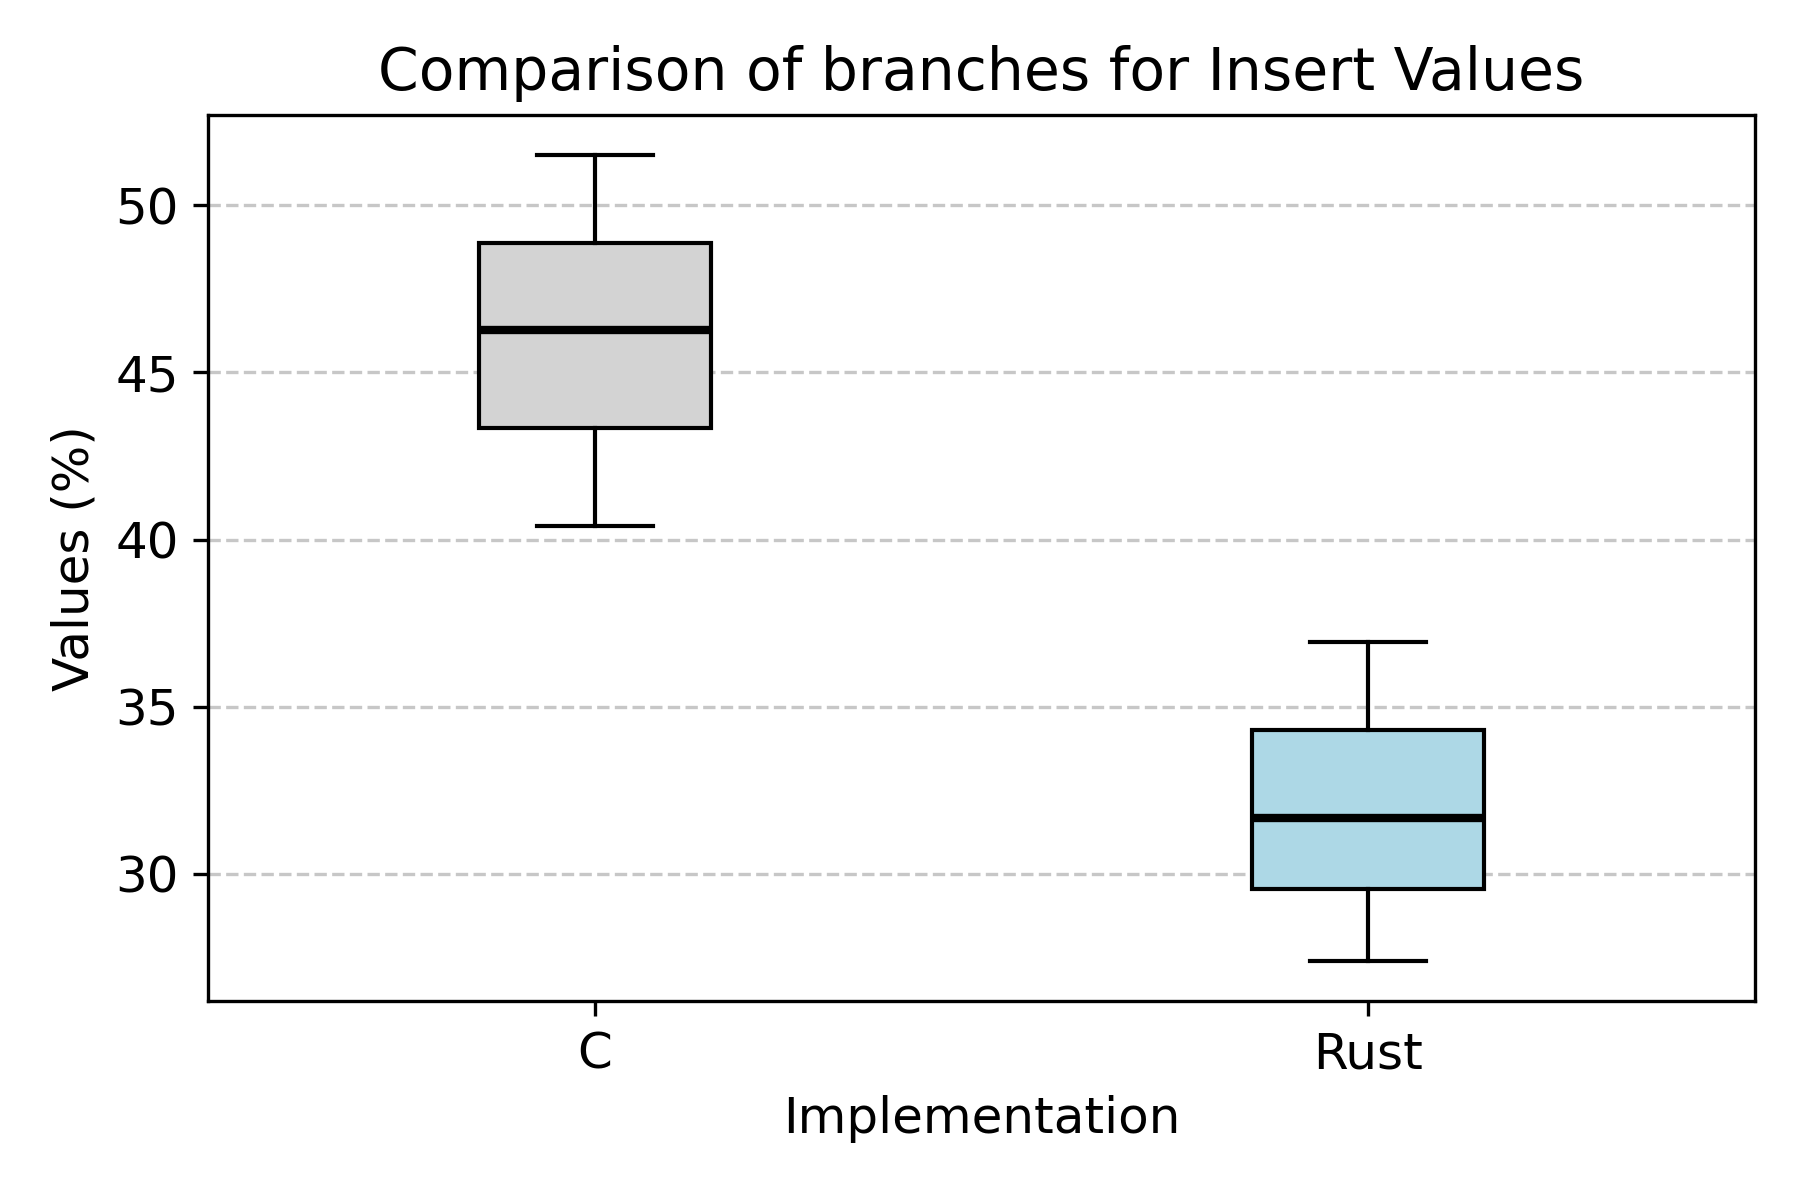 Comparison of branches for Insert Values
Values (%)
50
45
40
35
30
C
Rust
Implementation